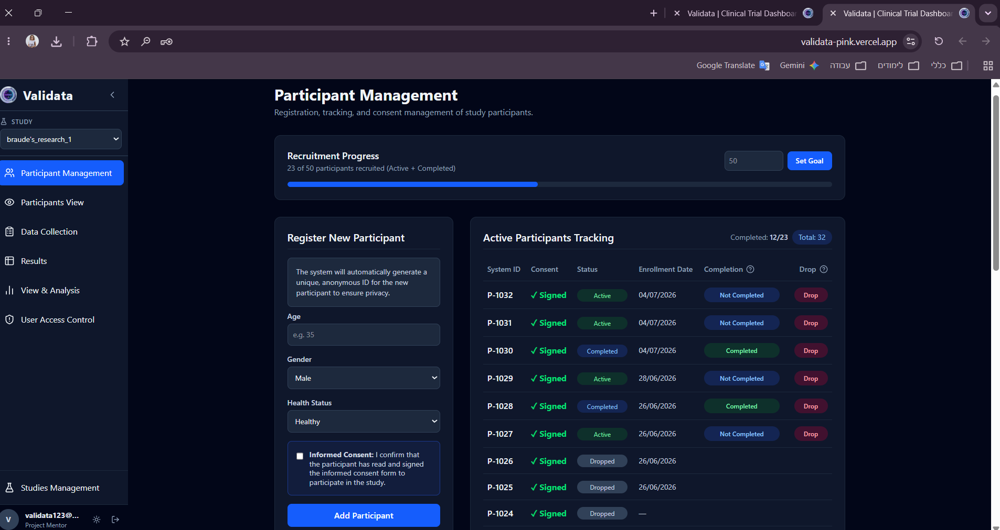 Validata | Clinical Trial Dashboar
Validata | Clinical Trial Dashboar
validata-pink.vercel.app
Google Translate
Gemini
עבודה
לימודים
כללי
Validata
STUDY
braude's_research_1
Participant Management
Participants View
Data Collection
Results
View & Analysis
User Access Control
Studies Management
V
validata123@...
Project Mentor
Participant Management
Registration, tracking, and consent management of study participants.
Recruitment Progress
23 of 50 participants recruited (Active + Completed)
50
Set Goal
Register New Participant
The system will automatically generate a
unique, anonymous ID for the new
participant to ensure privacy.
Age
e.g. 35
Gender
Male
Health Status
Healthy
Informed Consent: I confirm that
the participant has read and signed
the informed consent form to
participate in the study.
Add Participant
Active Participants Tracking
Completed: 12/23
Total: 32
System ID Consent Status Enrollment Date Completion ? Drop ?
P-1032 ✓ Signed Active 04/07/2026 Not Completed Drop
P-1031 ✓ Signed Active 04/07/2026 Not Completed Drop
P-1030 ✓ Signed Completed 04/07/2026 Completed Drop
P-1029 ✓ Signed Active 28/06/2026 Not Completed Drop
P-1028 ✓ Signed Completed 26/06/2026 Completed Drop
P-1027 ✓ Signed Active 26/06/2026 Not Completed Drop
P-1026 ✓ Signed Dropped 26/06/2026
P-1025 ✓ Signed Dropped 26/06/2026
P-1024 ✓ Signed Dropped —